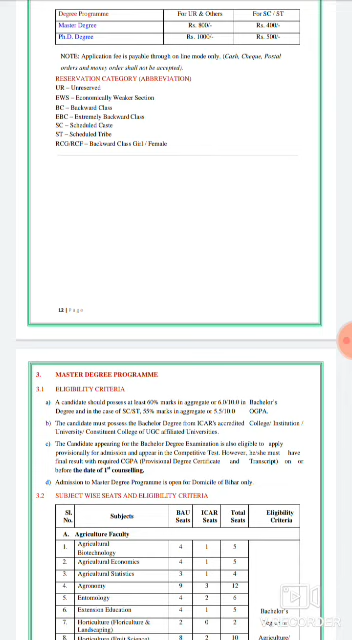 Degree Programme For UR & Others For SC / ST
Master Degree Rs. 800/- Rs. 400/-
Ph.D. Degree Rs. 1000/- Rs. 500/-
NOTE: Application fee is payable through on line mode only. (Cash, Cheque, Postal
orders and money order shall not be accepted).
RESERVATION CATEGORY (ABBREVIATION)
UR – Unreserved
EWS – Economically Weaker Section
BC – Backward Class
EBC – Extremely Backward Class
SC – Scheduled Caste
ST – Scheduled Tribe
RCG/RCF – Backward Class Girl / Female
12 | Page
3. MASTER DEGREE PROGRAMME
3.1 ELIGIBILITY CRITERIA
a) A candidate should possess at least 60% marks in aggregate or 6.0/10.0 in Bachelor's
Degree and in the case of SC/ST, 55% marks in aggregate or 5.5/10.0 OGPA.
b) The candidate must possess the Bachelor Degree from ICAR's accredited College/ Institution /
University/ Constituent College of UGC affiliated Universities.
c) The Candidate appearing for the Bachelor Degree Examination is also eligible to apply
provisionally for admission and appear in the Competitive Test. However, he/she must have
final result with required CGPA (Provisional Degree Certificate and Transcript) on or
before the date of 1st counselling.
d) Admission to Master Degree Programme is open for Domicile of Bihar only.
3.2 SUBJECT WISE SEATS AND ELIGIBILITY CRITERIA
Sl. No. Subjects BAU Seats ICAR Seats Total Seats Eligibility Criteria
A. Agriculture Faculty
1. Agricultural Biotechnology 4 1 5
2. Agricultural Economics 4 1 5
3. Agricultural Statistics 3 1 4
4. Agronomy 9 3 12
5. Entomology 4 2 6
6. Extension Education 4 1 5 Bachelor's
7. Horticulture (Floriculture & Landscaping) 2 0 2
8. Horticulture (Fruit Science) 8 2 10 Agriculture/
RECORDER